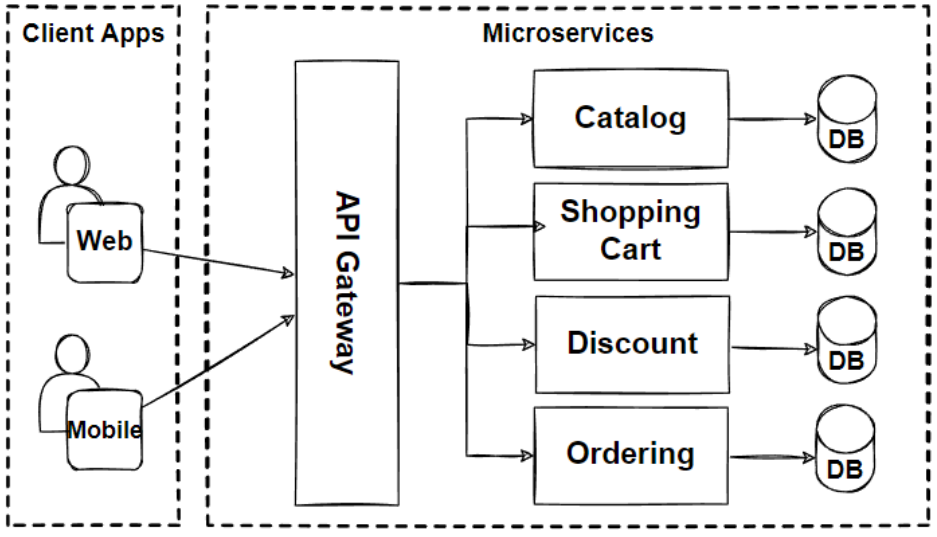 Client Apps
Microservices
Web
Mobile
API Gateway
Catalog
DB
Shopping
Cart
DB
Discount
DB
Ordering
DB